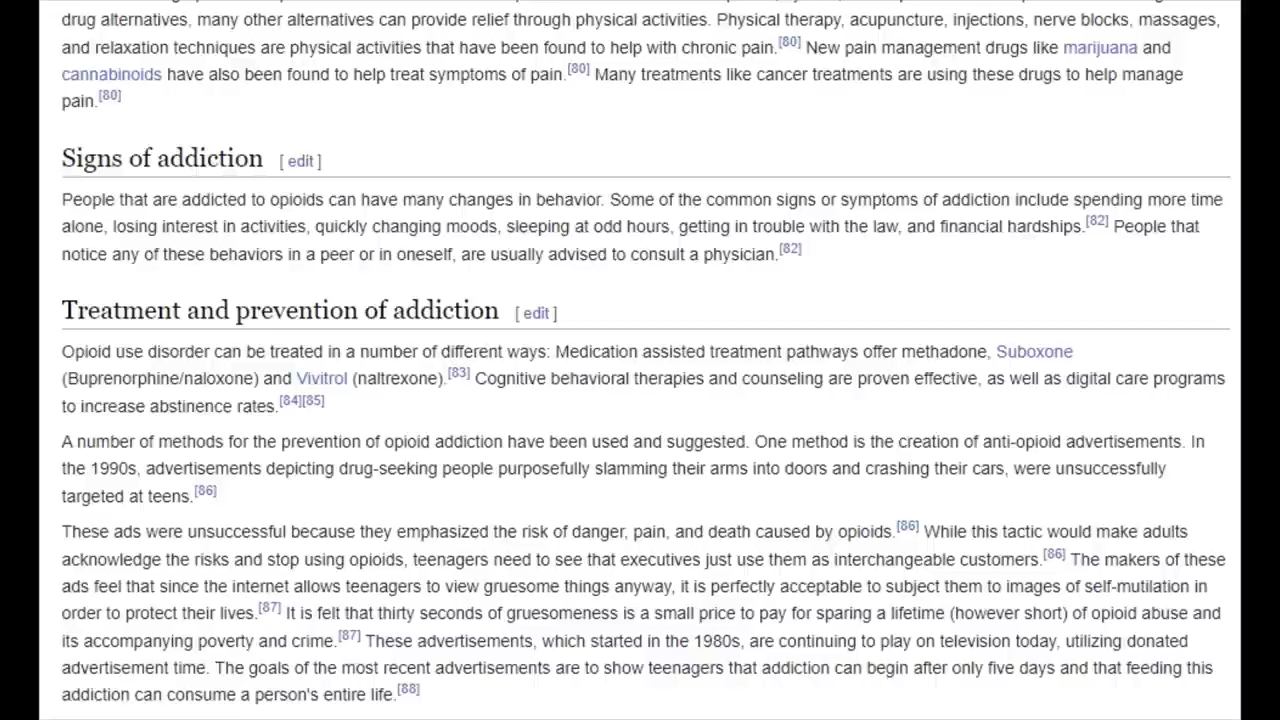 drug alternatives, many other alternatives can provide relief through physical activities. Physical therapy, acupuncture, injections, nerve blocks, massages,
and relaxation techniques are physical activities that have been found to help with chronic pain.[80] New pain management drugs like marijuana and
cannabinoids have also been found to help treat symptoms of pain.[80] Many treatments like cancer treatments are using these drugs to help manage
pain.[80]
Signs of addiction [ edit ]
People that are addicted to opioids can have many changes in behavior. Some of the common signs or symptoms of addiction include spending more time
alone, losing interest in activities, quickly changing moods, sleeping at odd hours, getting in trouble with the law, and financial hardships.[82] People that
notice any of these behaviors in a peer or in oneself, are usually advised to consult a physician.[82]
Treatment and prevention of addiction [ edit ]
Opioid use disorder can be treated in a number of different ways: Medication assisted treatment pathways offer methadone, Suboxone
(Buprenorphine/naloxone) and Vivitrol (naltrexone).[83] Cognitive behavioral therapies and counseling are proven effective, as well as digital care programs
to increase abstinence rates.[84][85]
A number of methods for the prevention of opioid addiction have been used and suggested. One method is the creation of anti-opioid advertisements. In
the 1990s, advertisements depicting drug-seeking people purposefully slamming their arms into doors and crashing their cars, were unsuccessfully
targeted at teens.[86]
These ads were unsuccessful because they emphasized the risk of danger, pain, and death caused by opioids.[86] While this tactic would make adults
acknowledge the risks and stop using opioids, teenagers need to see that executives just use them as interchangeable customers.[86] The makers of these
ads feel that since the internet allows teenagers to view gruesome things anyway, it is perfectly acceptable to subject them to images of self-mutilation in
order to protect their lives.[87] It is felt that thirty seconds of gruesomeness is a small price to pay for sparing a lifetime (however short) of opioid abuse and
its accompanying poverty and crime.[87] These advertisements, which started in the 1980s, are continuing to play on television today, utilizing donated
advertisement time. The goals of the most recent advertisements are to show teenagers that addiction can begin after only five days and that feeding this
addiction can consume a person's entire life.[88]